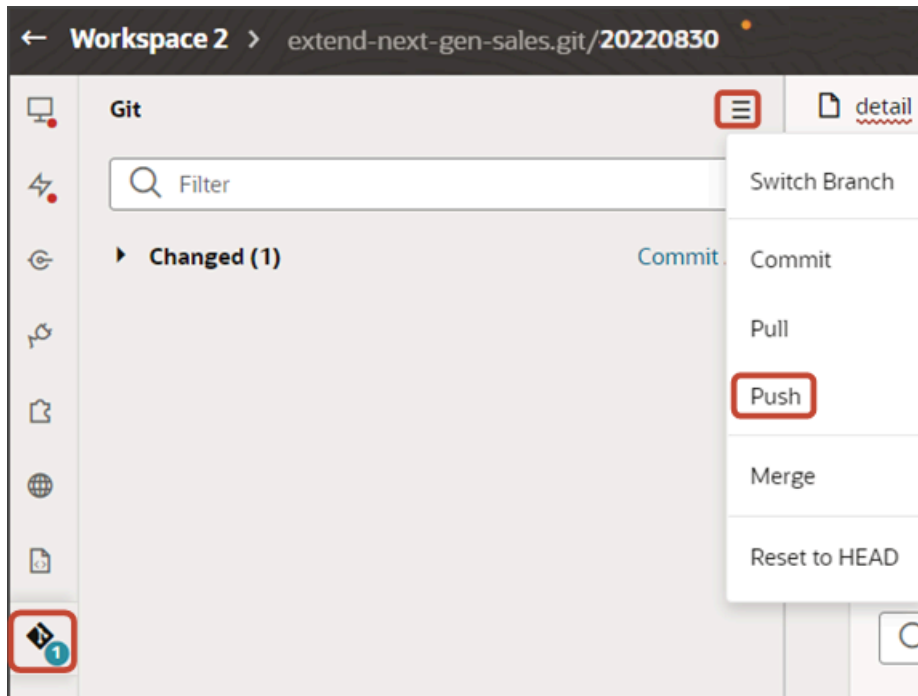 Workspace 2 > extend-next-gen-sales.git/20220830
Git
detail
Filter
Switch Branch
Changed (1)
Commit
Commit
Pull
Push
Merge
Reset to HEAD
1